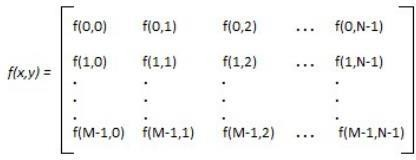 f(0,0) f(0,1) f(0,2) ... f(0,N-1)
f(x,y) = f(1,0) f(1,1) f(1,2) ... f(1,N-1)
. . . .
. . . .
. . . .
f(M-1,0) f(M-1,1) f(M-1,2) ... f(M-1,N-1)